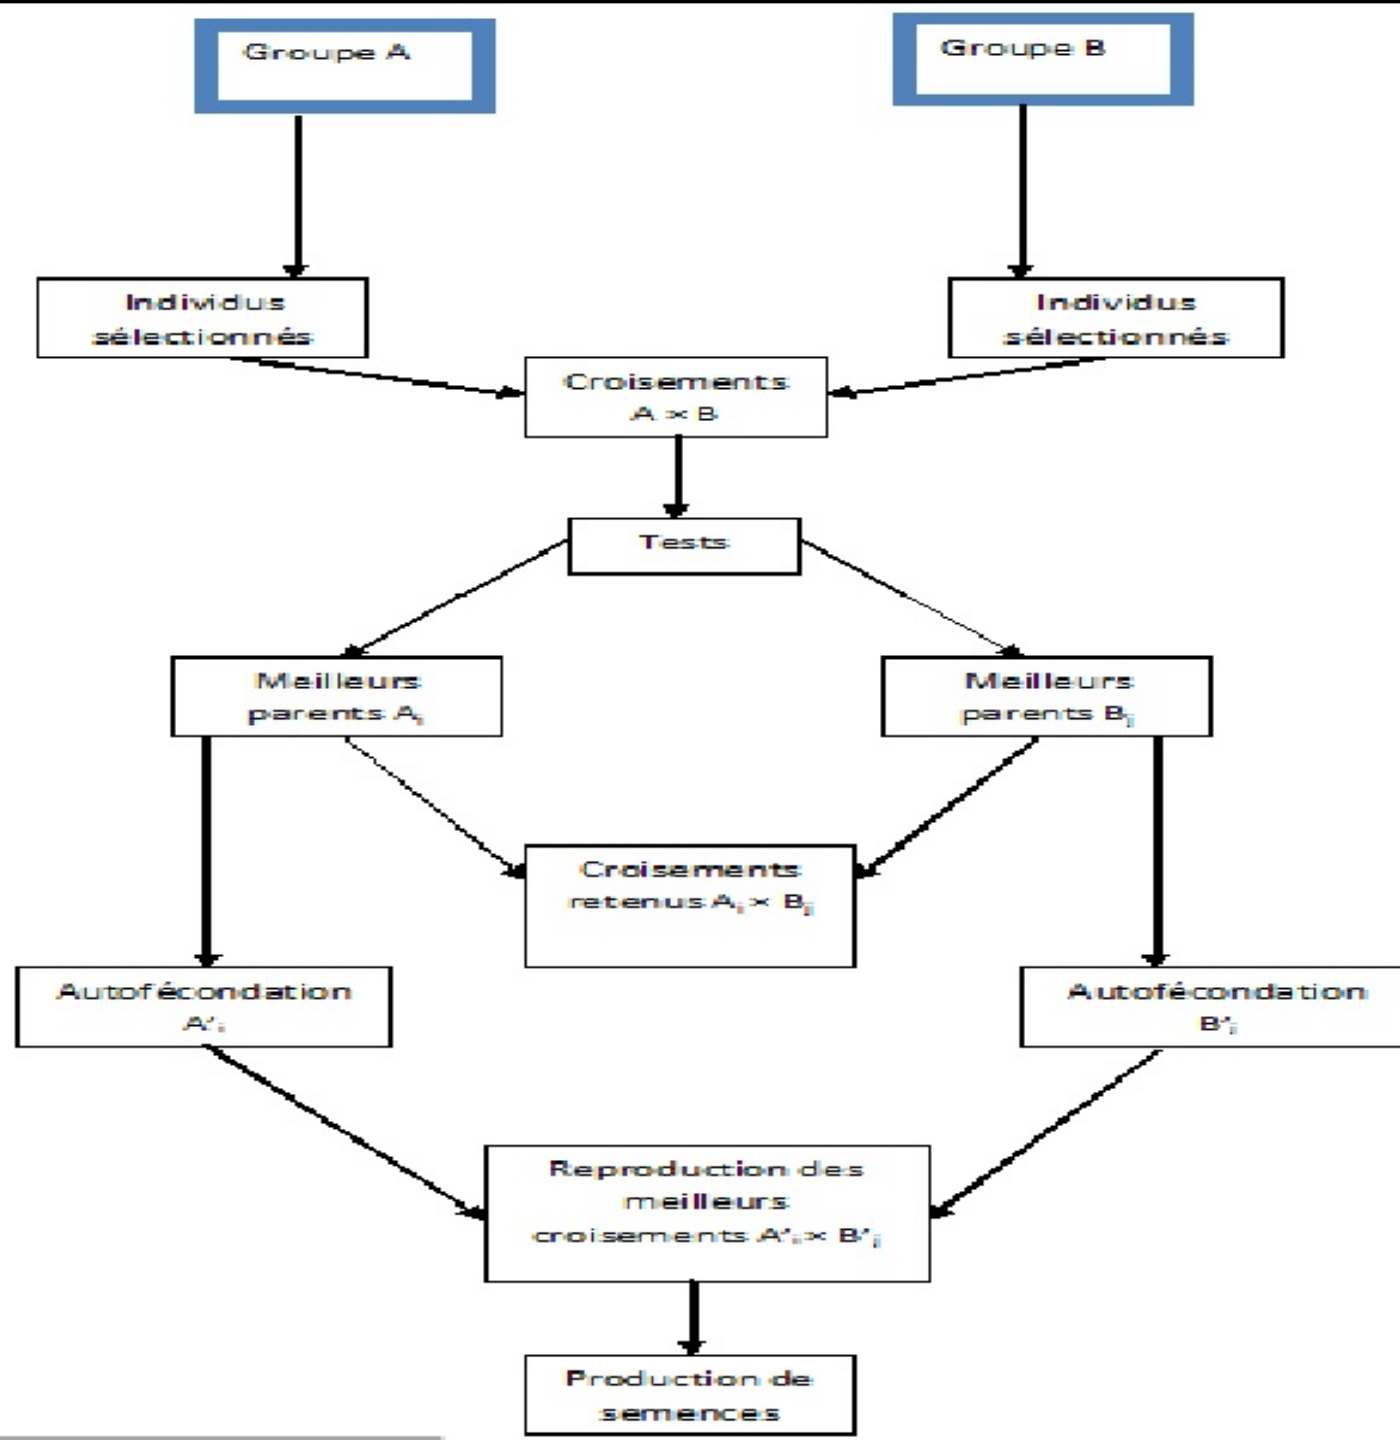 Groupe A
Groupe B
Individus
sélectionnés
Individus
sélectionnés
Croisements
A × B
Tests
Meilleurs
parents Aᵢ
Meilleurs
parents Bⱼ
Croisements
retenus Aᵢ × Bⱼ
Autofécondation
A’ᵢ
Autofécondation
B’ⱼ
Reproduction des
meilleurs
croisements A’ᵢ × B’ⱼ
Production de
semences